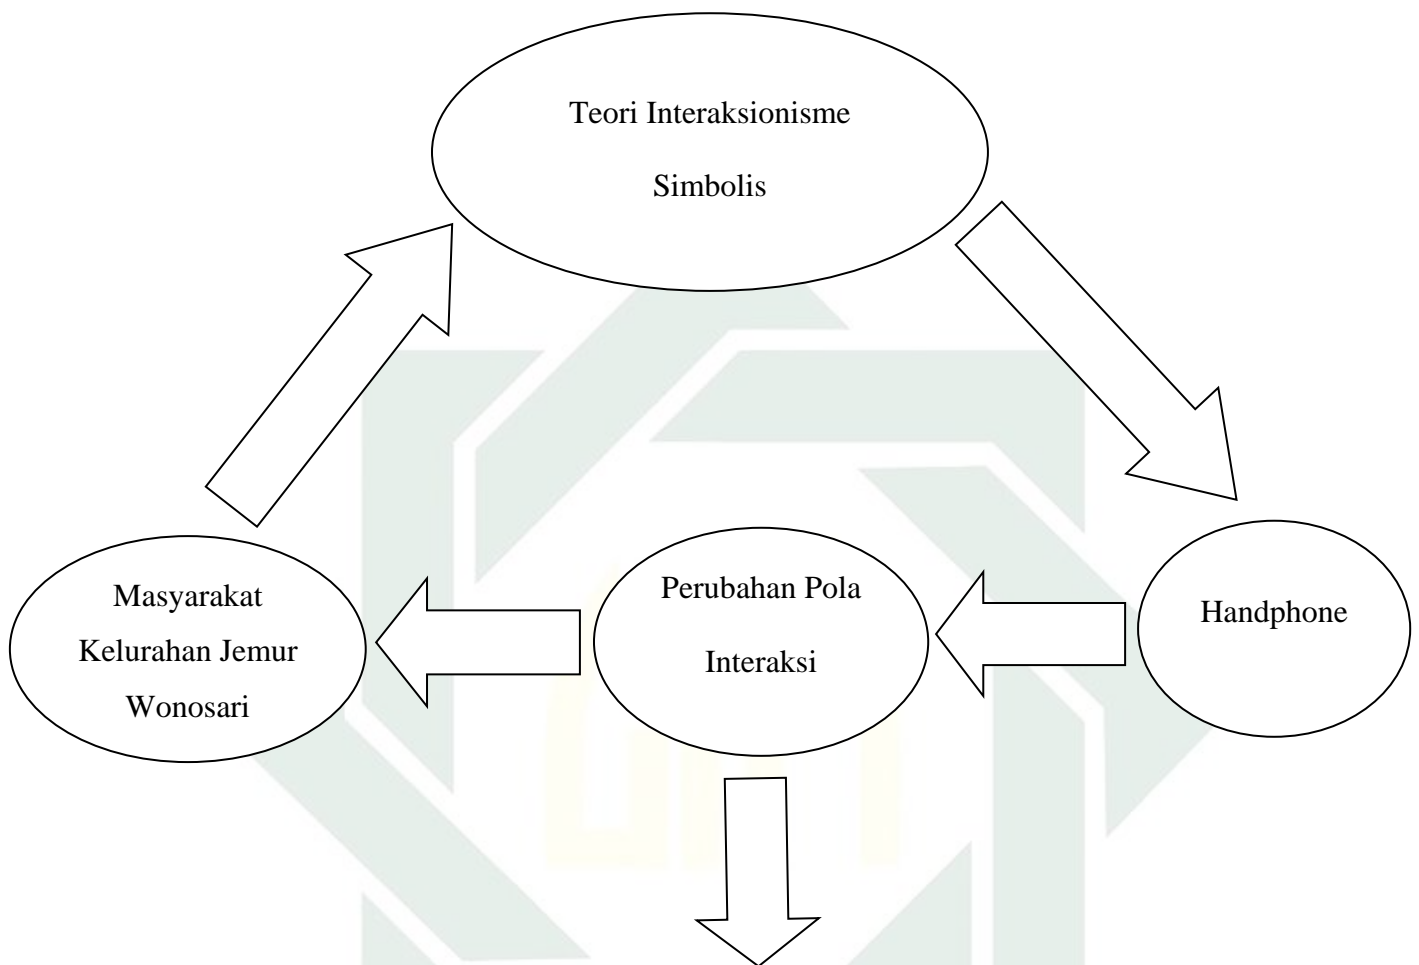 Teori Interaksionisme
Simbolis
Masyarakat
Kelurahan Jemur
Wonosari
Perubahan Pola
Interaksi
Handphone